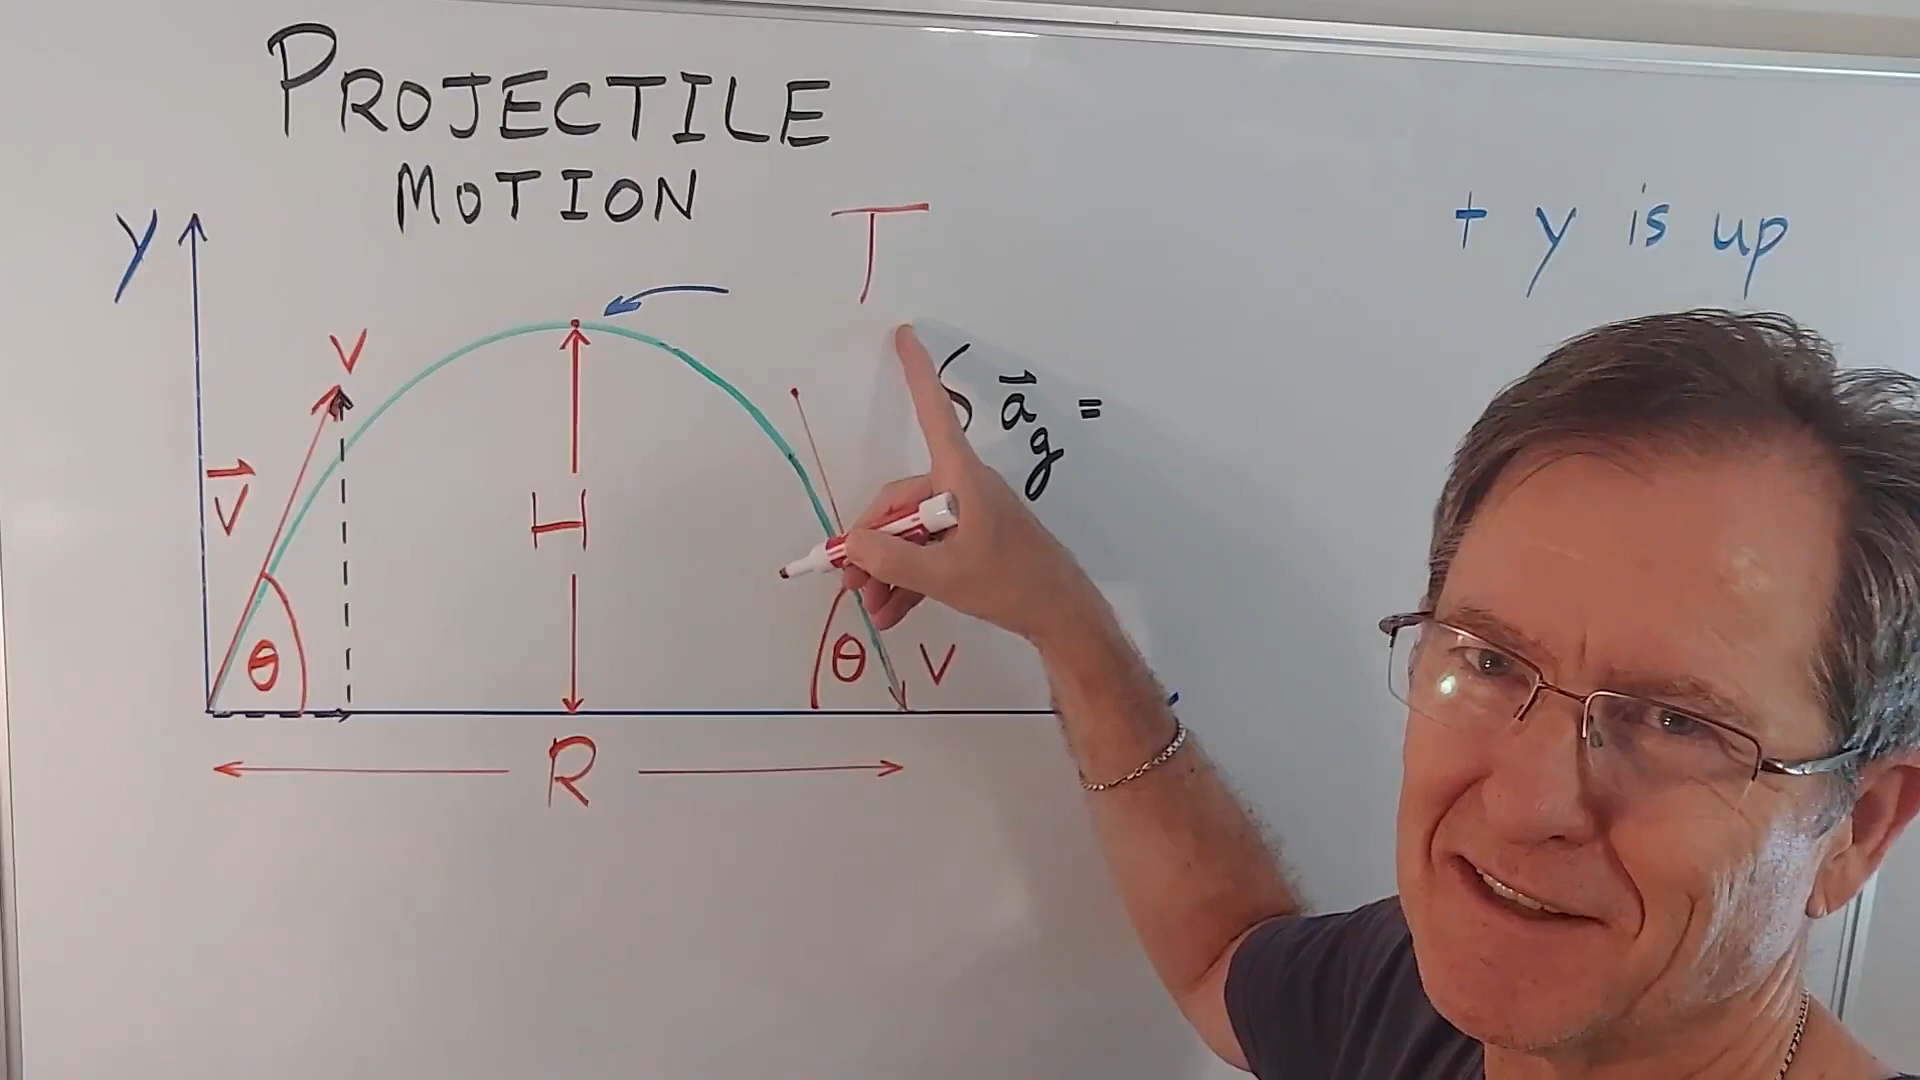 PROJECTILE
MOTION
+ y is up
y
T
V
a⃗g =
V⃗
H
θ
θ
V
R